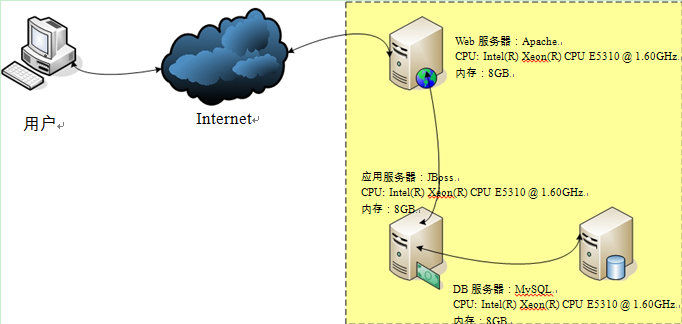 用户
Internet
Web 服务器：Apache
CPU: Intel(R) Xeon(R) CPU E5310 @ 1.60GHz
内存：8GB
应用服务器：JBoss
CPU: Intel(R) Xeon(R) CPU E5310 @ 1.60GHz
内存：8GB
DB 服务器：MySQL
CPU: Intel(R) Xeon(R) CPU E5310 @ 1.60GHz
内存：8GB